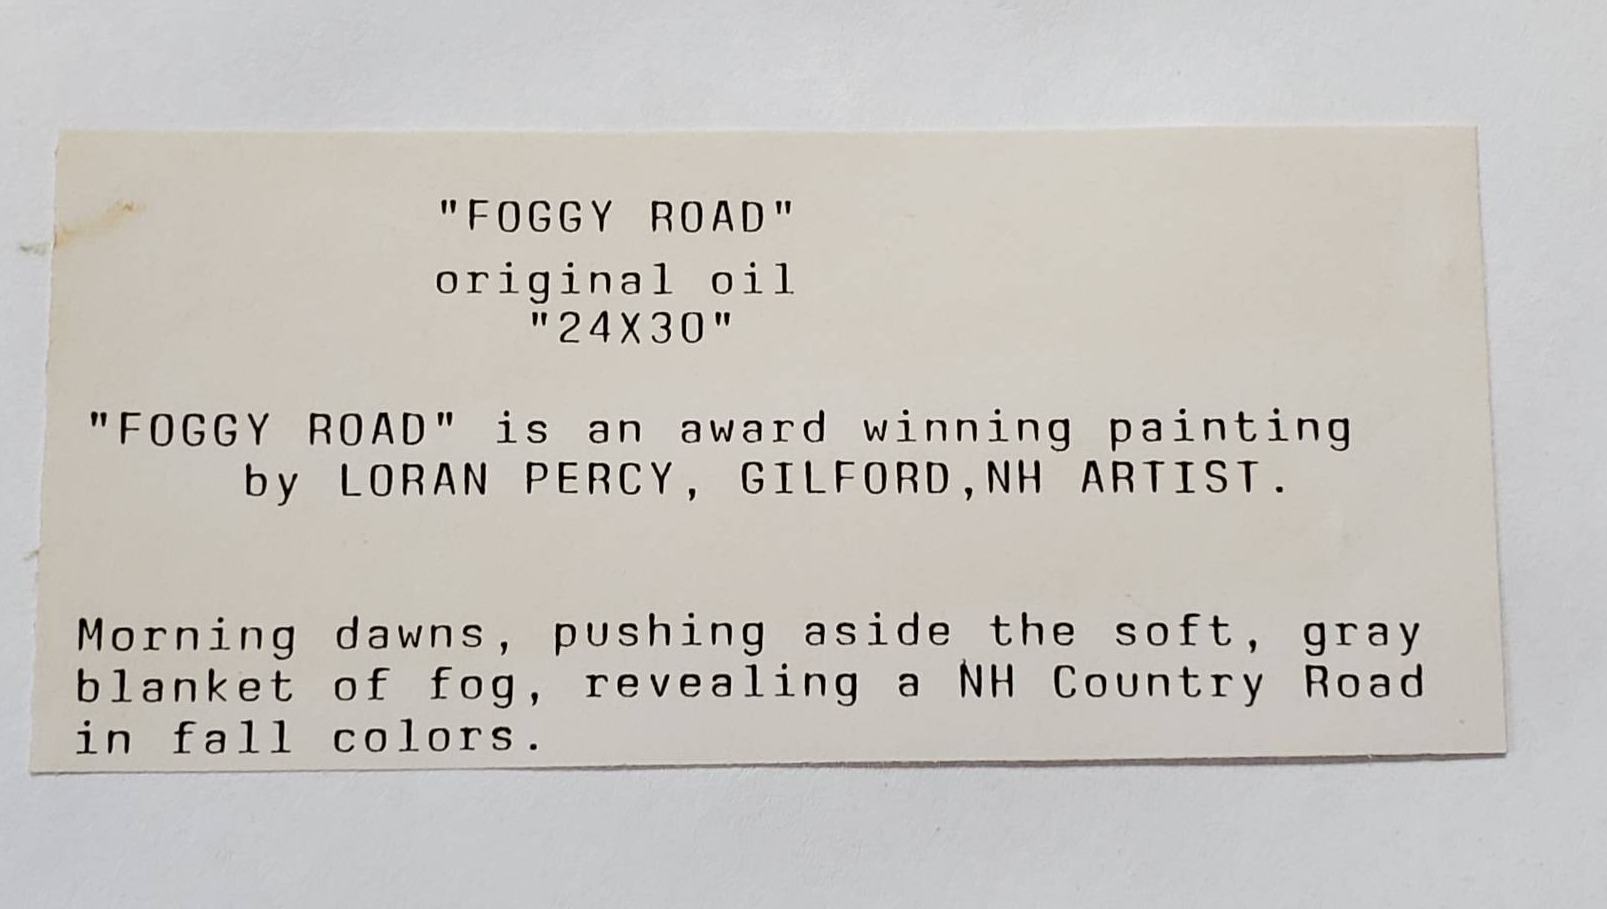 "FOGGY ROAD"
original oil
"24X30"
"FOGGY ROAD" is an award winning painting
by LORAN PERCY, GILFORD,NH ARTIST.
Morning dawns, pushing aside the soft, gray
blanket of fog, revealing a NH Country Road
in fall colors.